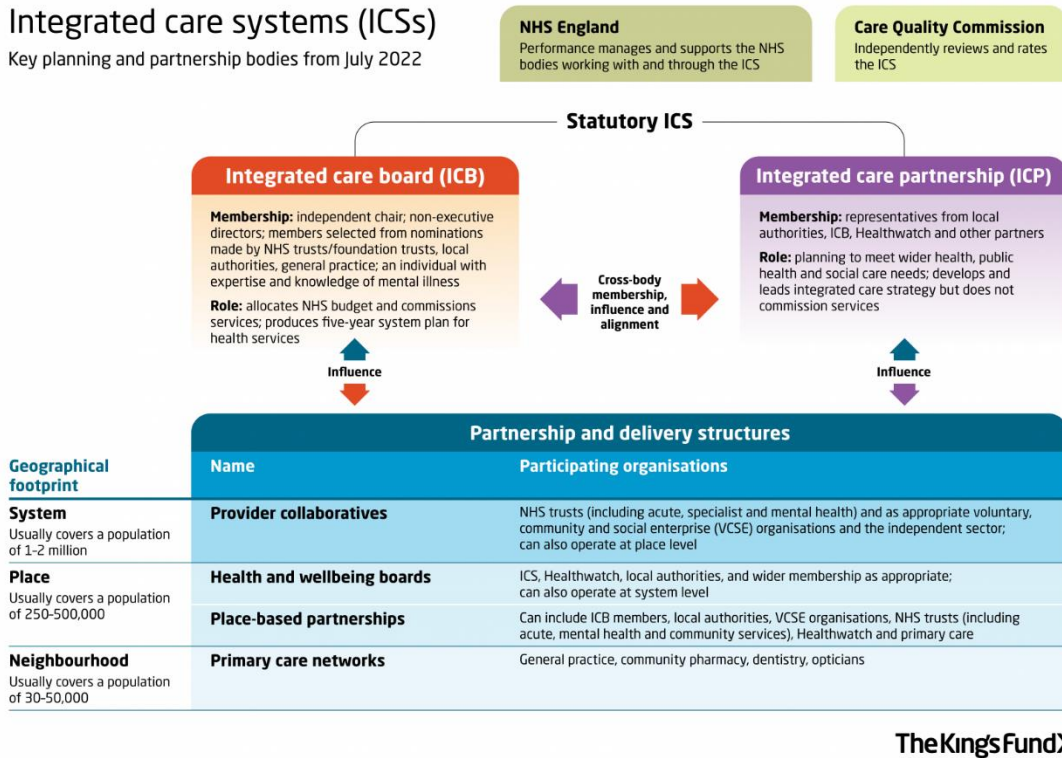 Integrated care systems (ICSs)
Key planning and partnership bodies from July 2022
NHS England
Performance manages and supports the NHS
bodies working with and through the ICS
Care Quality Commission
Independently reviews and rates
the ICS
Statutory ICS
Integrated care board (ICB)
Membership: independent chair; non-executive
directors; members selected from nominations
made by NHS trusts/foundation trusts, local
authorities, general practice; an individual with
expertise and knowledge of mental illness
Role: allocates NHS budget and commissions
services; produces five-year system plan for
health services
Cross-body
membership,
influence and
alignment
Integrated care partnership (ICP)
Membership: representatives from local
authorities, ICB, Healthwatch and other partners
Role: planning to meet wider health, public
health and social care needs; develops and
leads integrated care strategy but does not
commission services
Influence
Influence
Partnership and delivery structures
Geographical
footprint
Name
Participating organisations
System
Usually covers a population
of 1–2 million
Provider collaboratives
NHS trusts (including acute, specialist and mental health) and as appropriate voluntary,
community and social enterprise (VCSE) organisations and the independent sector;
can also operate at place level
Place
Usually covers a population
of 250–500,000
Health and wellbeing boards
ICS, Healthwatch, local authorities, and wider membership as appropriate;
can also operate at system level
Place-based partnerships
Can include ICB members, local authorities, VCSE organisations, NHS trusts (including
acute, mental health and community services), Healthwatch and primary care
Neighbourhood
Usually covers a population
of 30–50,000
Primary care networks
General practice, community pharmacy, dentistry, opticians
The King's Fund